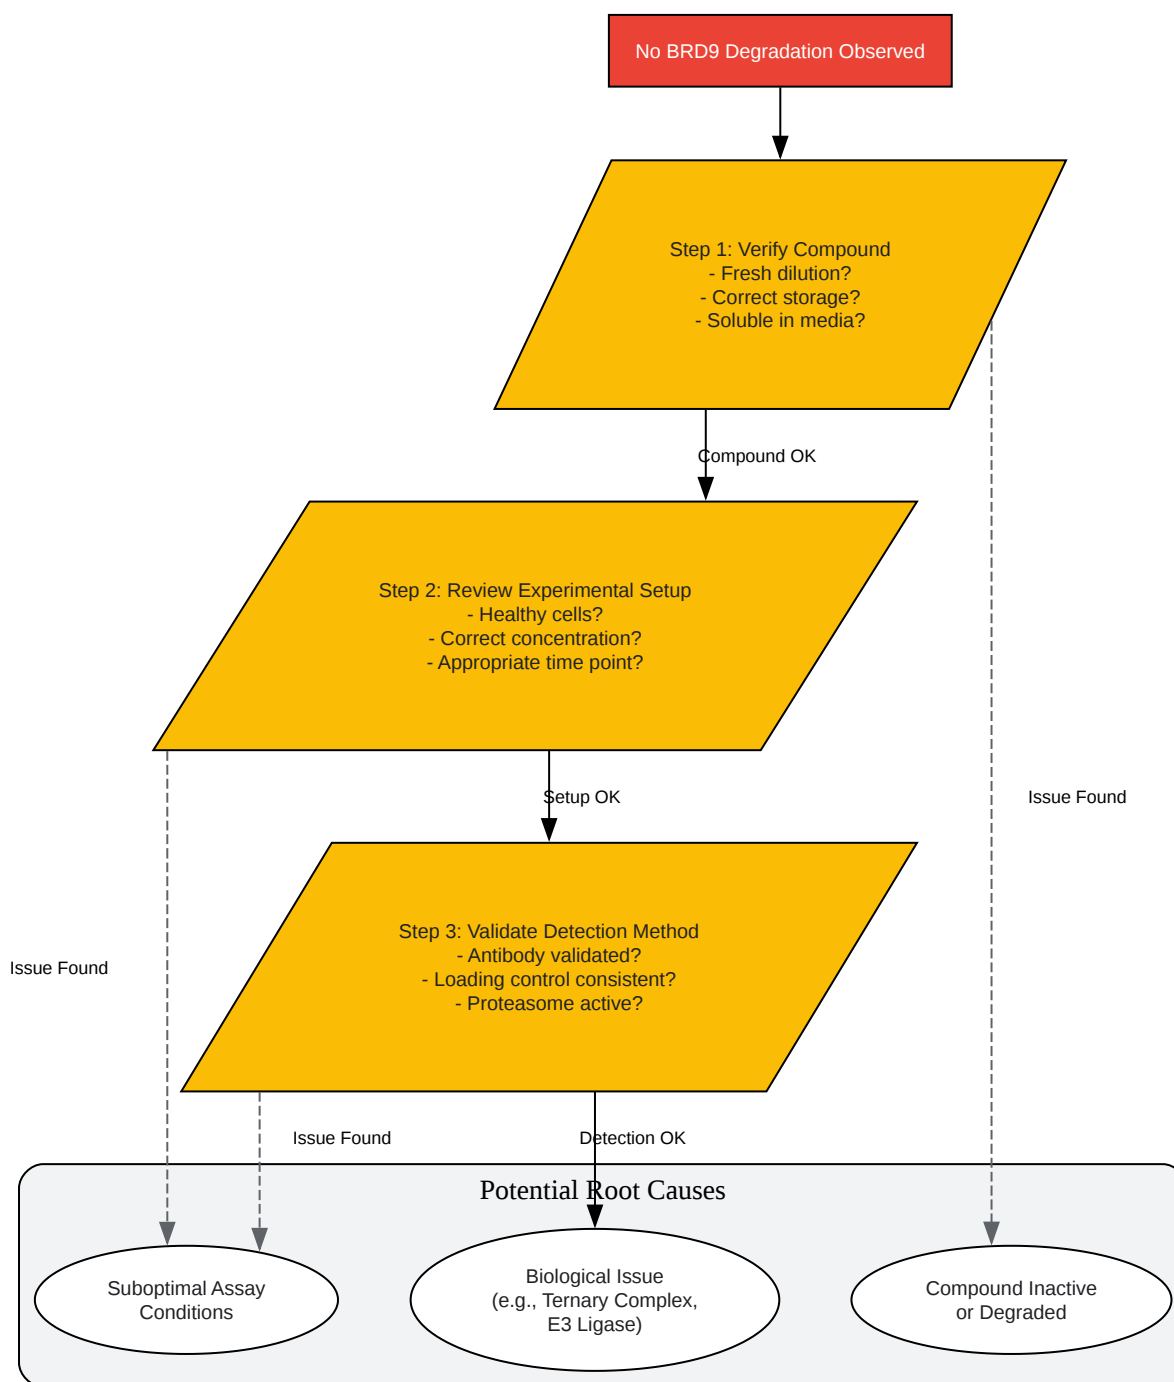 No BRD9 Degradation Observed
Step 1: Verify Compound
- Fresh dilution?
- Correct storage?
- Soluble in media?
Compound OK
Step 2: Review Experimental Setup
- Healthy cells?
- Correct concentration?
- Appropriate time point?
Setup OK
Issue Found
Step 3: Validate Detection Method
- Antibody validated?
- Loading control consistent?
- Proteasome active?
Issue Found
Issue Found
Detection OK
Potential Root Causes
Suboptimal Assay
Conditions
Biological Issue
(e.g., Ternary Complex,
E3 Ligase)
Compound Inactive
or Degraded